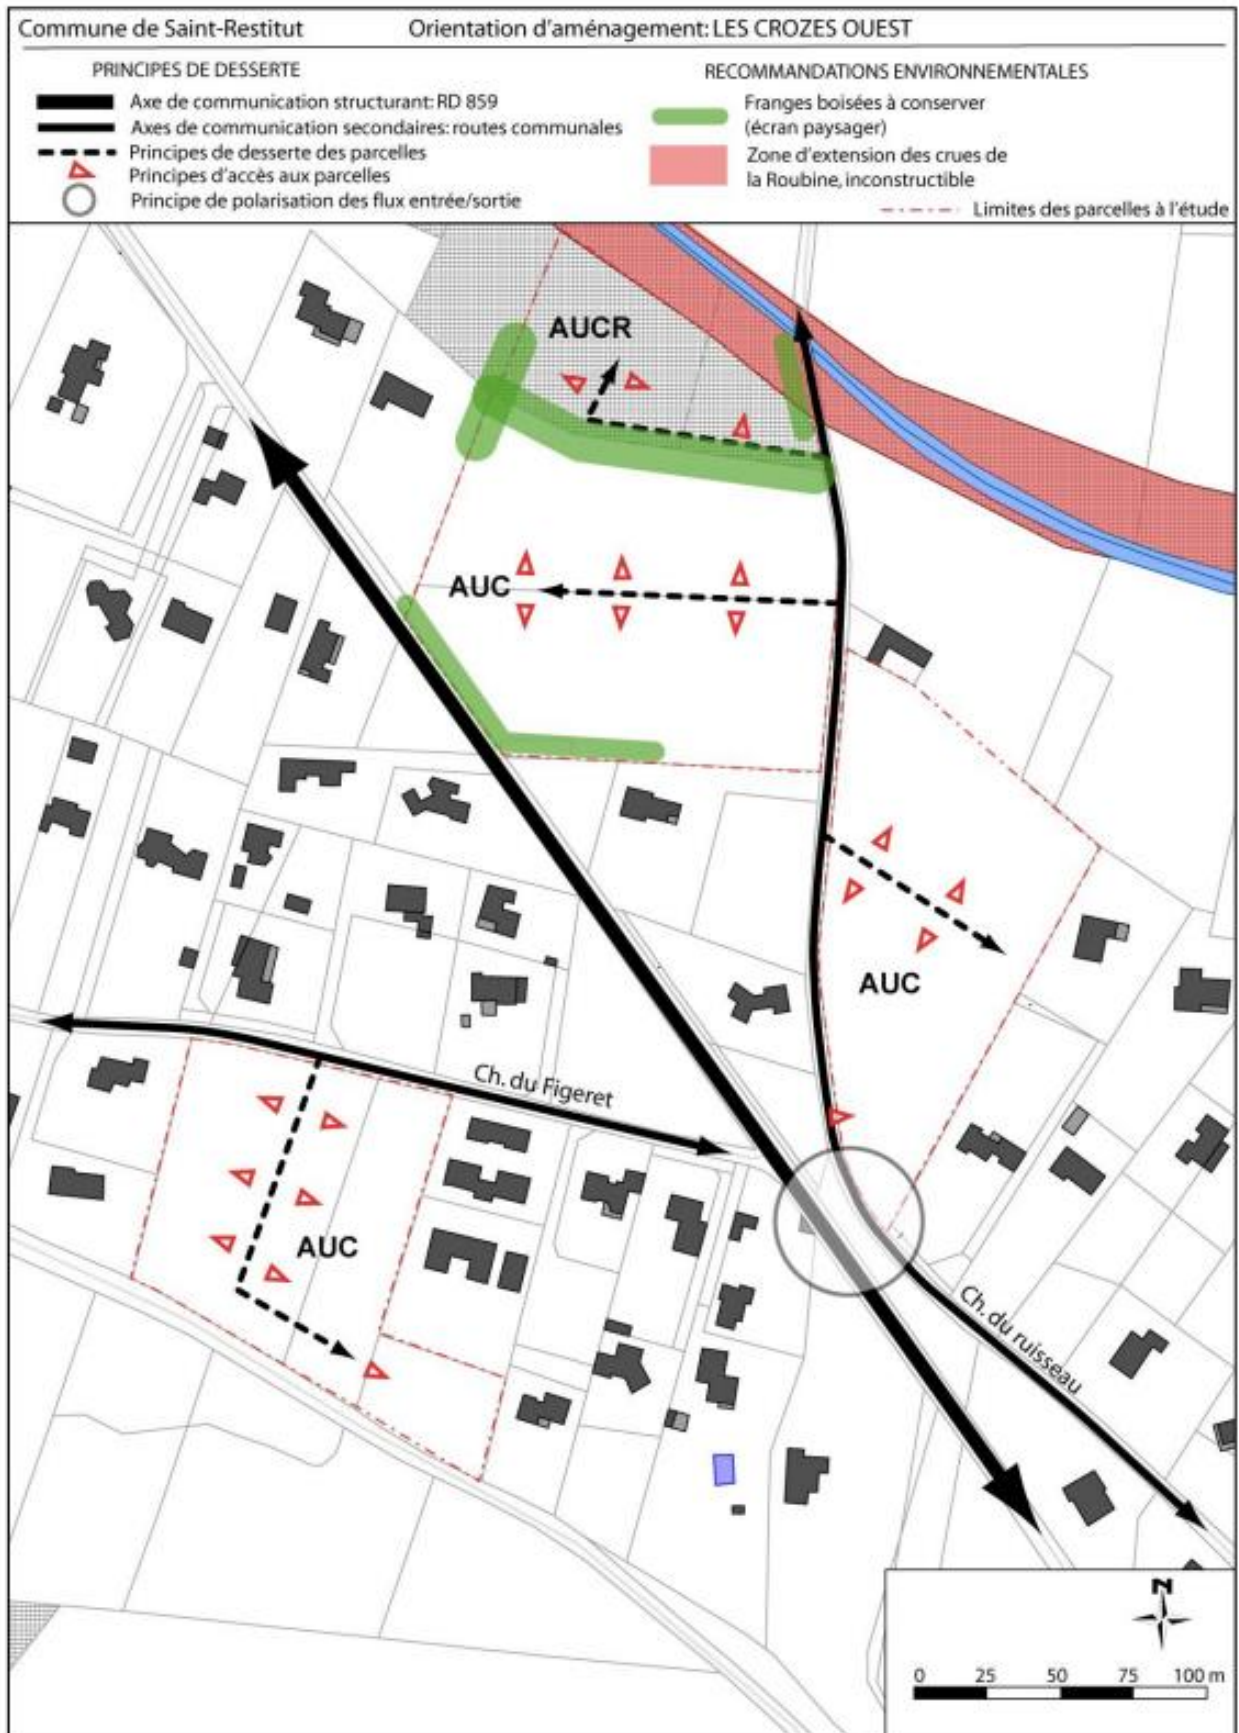 Commune de Saint-Restitut
Orientation d'aménagement: LES CROZES OUEST
PRINCIPES DE DESSERTE
Axe de communication structurant: RD 859
Axes de communication secondaires: routes communales
Principes de desserte des parcelles
Principes d'accès aux parcelles
Principe de polarisation des flux entrée/sortie
RECOMMANDATIONS ENVIRONNEMENTALES
Franges boisées à conserver
(écran paysager)
Zone d'extension des crues de
la Roubine, inconstructible
Limites des parcelles à l'étude
AUCR
AUC
AUC
Ch. du Figeret
AUC
Ch. du ruisseau
N
0 25 50 75 100 m